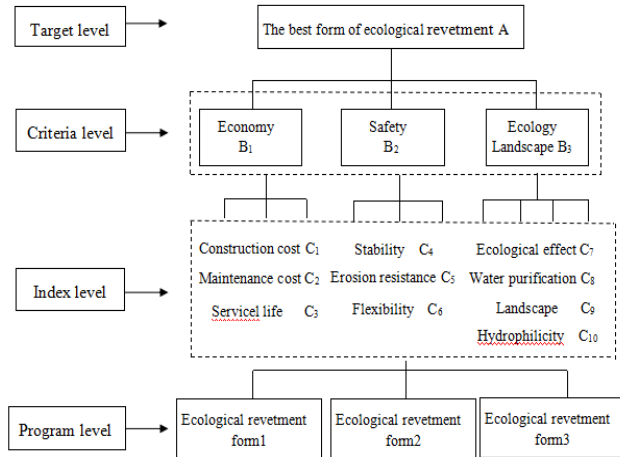 Target level
The best form of ecological revetment A
Criteria level
Economy
B1
Safety
B2
Ecology
Landscape B3
Index level
Construction cost C1
Stability C4
Ecological effect C7
Maintenance cost C2
Erosion resistance C5
Water purification C8
Servicel life C3
Flexibility C6
Landscape C9
Hydrophilicity C10
Program level
Ecological revetment
form1
Ecological revetment
form2
Ecological revetment
form3